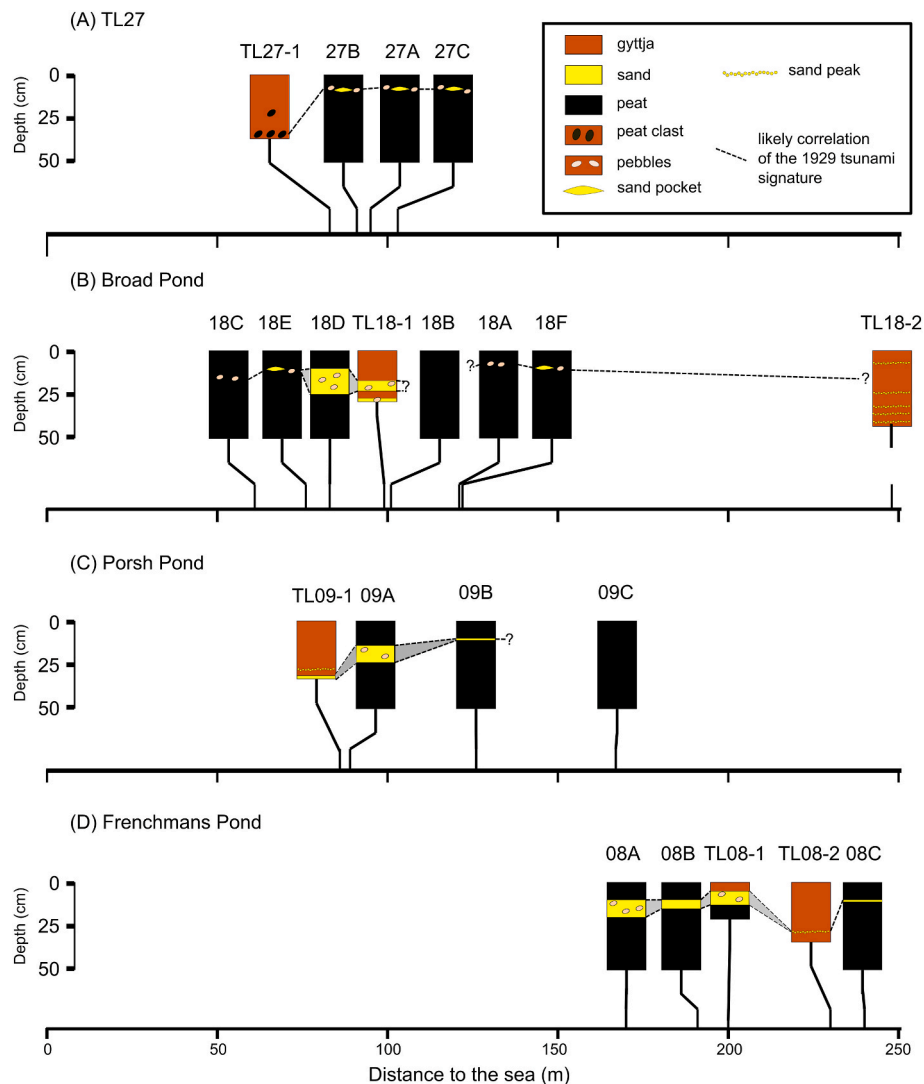 (A) TL27
TL27-1 27B 27A 27C
0
25
50
Depth (cm)
gyttja
sand
peat
peat clast
pebbles
sand pocket
sand peak
likely correlation
of the 1929 tsunami
signature
(B) Broad Pond
18C 18E 18D TL18-1 18B 18A 18F TL18-2
0
25
50
Depth (cm)
?
?
?
(C) Porsh Pond
TL09-1 09A 09B 09C
0
25
50
Depth (cm)
?
(D) Frenchmans Pond
08A 08B TL08-1 TL08-2 08C
0
25
50
Depth (cm)
0 50 100 150 200 250
Distance to the sea (m)